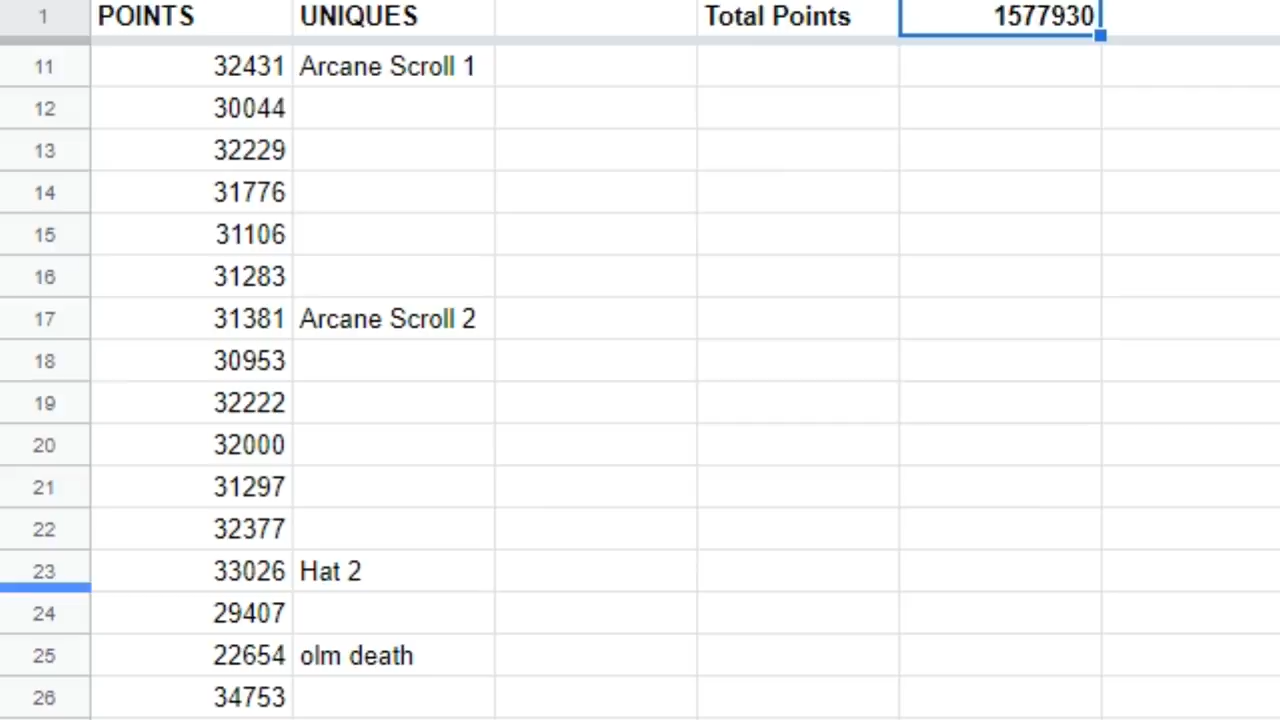 1 POINTS UNIQUES Total Points 1577930
11 32431 Arcane Scroll 1
12 30044
13 32229
14 31776
15 31106
16 31283
17 31381 Arcane Scroll 2
18 30953
19 32222
20 32000
21 31297
22 32377
23 33026 Hat 2
24 29407
25 22654 olm death
26 34753